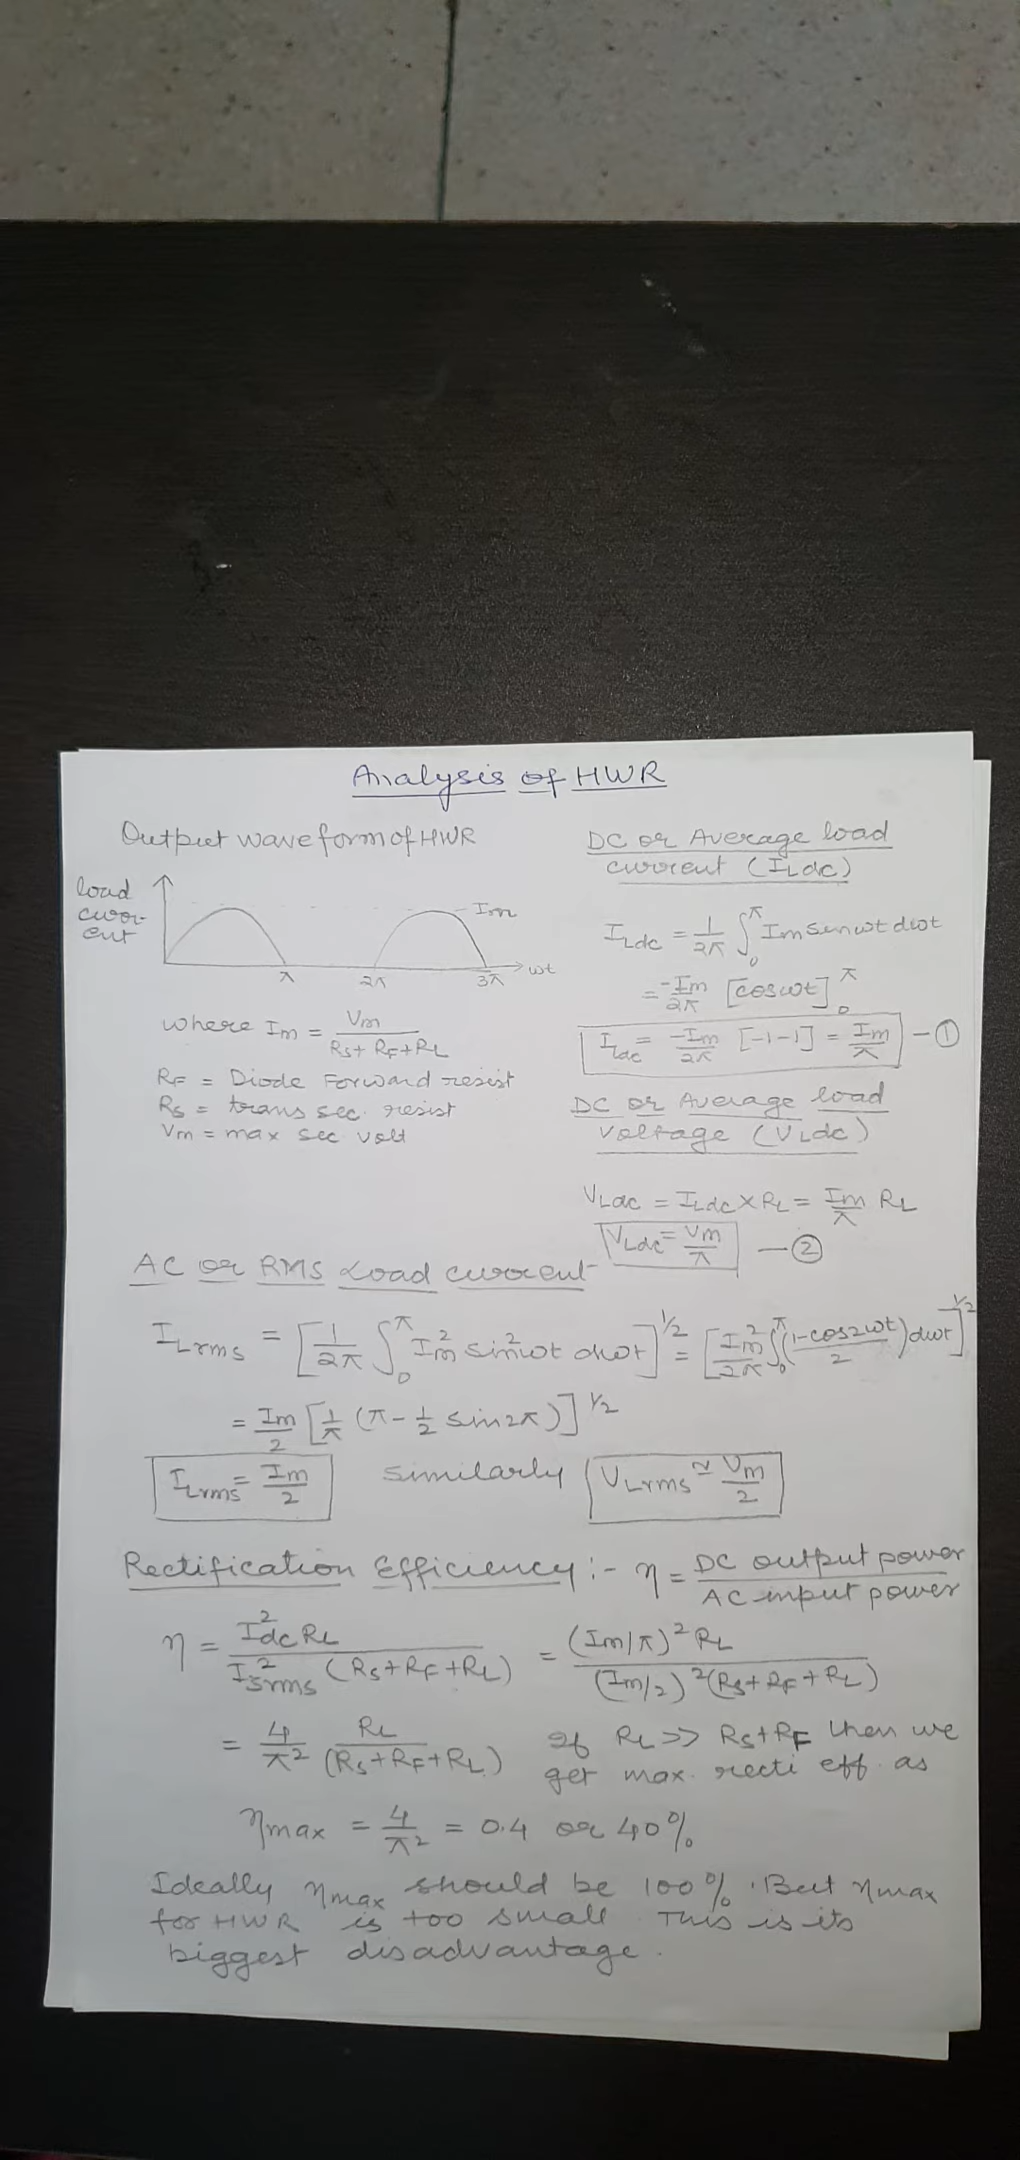 Analysis of HWR
Output waveform of HWR
load
curr-
ent
Im
π 2π 3π ωt
where Im = Vm / (Rs + RF + RL)
RF = Diode Forward resist
Rs = trans sec. resist
Vm = max sec volt
DC or Average load
current (ILdc)
ILdc = 1/2π ∫₀^π Im sin ωt dωt
= -Im/2π [cos ωt]₀^π
ILdc = -Im/2π [-1-1] = Im/π — ①
DC or Average load
voltage (VLdc)
VLdc = ILdc × RL = Im/π RL
VLdc = Vm/π — ②
AC or RMS Load current
ILrms = [1/2π ∫₀^π Im² sin²ωt dωt]^1/2 = [Im²/2π ∫₀^π (1-cos2ωt)/2 dωt]^1/2
= Im/2 [1/π (π - 1/2 sin2π)]^1/2
ILrms = Im/2 similarly VLrms ≃ Vm/2
Rectification Efficiency :- η = DC output power / AC input power
η = I²dc RL / I²srms (Rs + RF + RL) = (Im/π)² RL / (Im/2)² (Rs + RF + RL)
= 4/π² RL / (Rs + RF + RL) If RL >> Rs + RF then we
get max. recti eff. as
ηmax = 4/π² = 0.4 or 40%
Ideally ηmax should be 100%. But ηmax
for HWR is too small. This is its
biggest disadvantage.